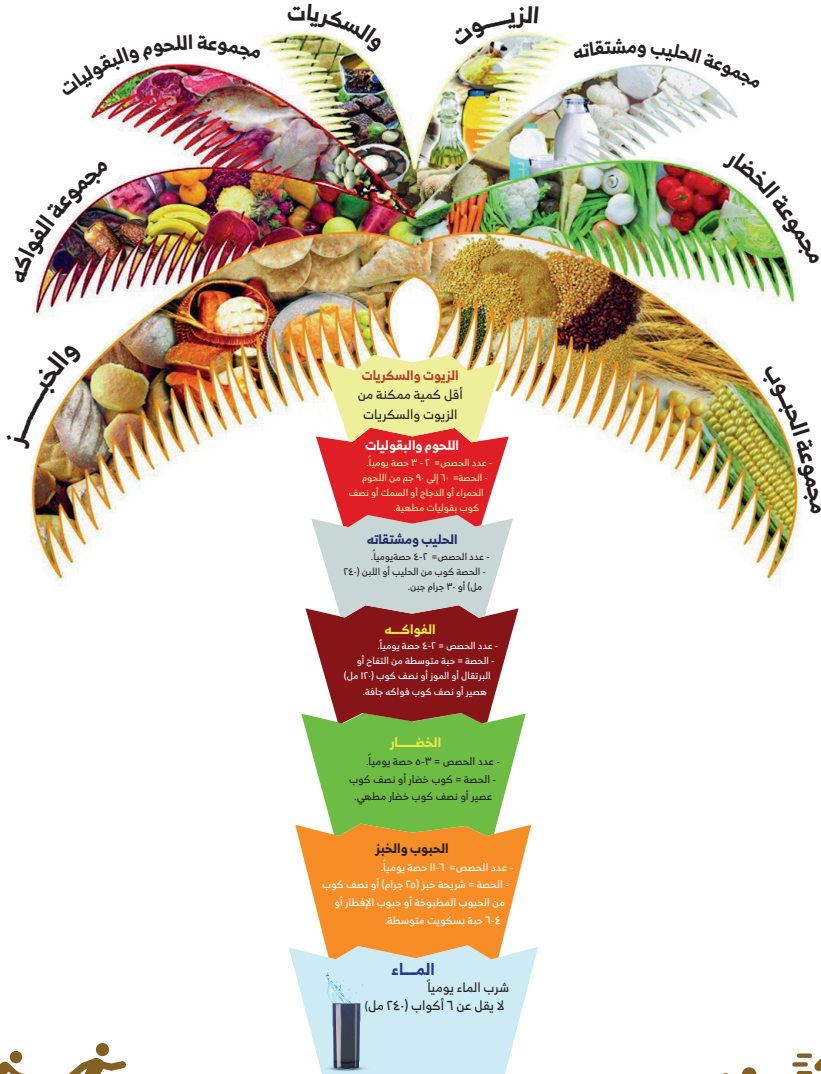 والسكريات
الزيـــوت
مجموعة اللحوم والبقوليات
مجموعة الحليب ومشتقاته
مجموعة الفواكه
مجموعة الخضار
والخبـــــز
مجموعة الحبوب
الزيوت والسكريات
أقل كمية ممكنة من
الزيوت والسكريات
اللحوم والبقوليات
- عدد الحصص= ٢ - ٣ حصة يومياً.
- الحصة= ٦٠ إلى ٩٠ جم من اللحوم
الحمراء أو الدجاج أو السمك أو نصف
كوب بقوليات مطهية.
الحليب ومشتقاته
- عدد الحصص= ٢-٤ حصةيومياً.
- الحصة كوب من الحليب أو اللبن (٢٤٠
مل) أو ٣٠ جرام جبن.
الفواكـــه
- عدد الحصص = ٢-٤ حصة يومياً.
- الحصة = حبة متوسطة من التفاح أو
البرتقال أو الموز أو نصف كوب (١٢٠ مل)
عصير أو نصف كوب فواكه جافة.
الخضـــــار
- عدد الحصص = ٣-٥ حصة يومياً.
- الحصة = كوب خضار أو نصف كوب
عصير أو نصف كوب خضار مطهي.
الحبوب والخبز
- عدد الحصص= ٦-١١ حصة يومياً.
- الحصة = شريحة خبز (٢٥ جرام) أو نصف كوب
من الحبوب المطبوخة أو حبوب الإفطار أو
٤-٦ حبة بسكويت متوسطة.
المـــاء
شرب الماء يومياً
لا يقل عن ٦ أكواب (٢٤٠ مل)